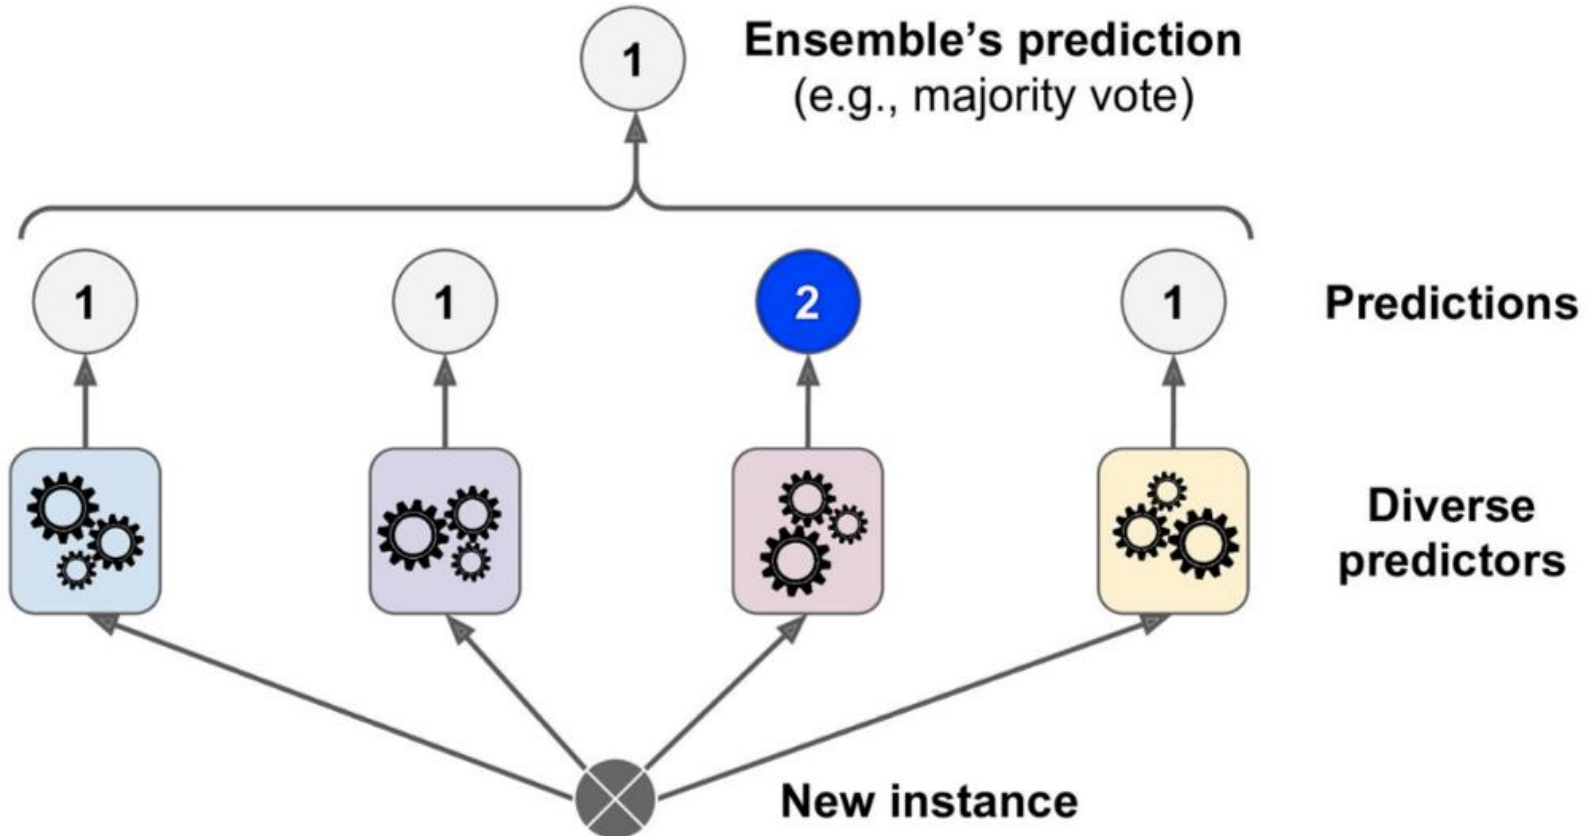 1
Ensemble’s prediction
(e.g., majority vote)
1
1
2
1
Predictions
Diverse
predictors
New instance